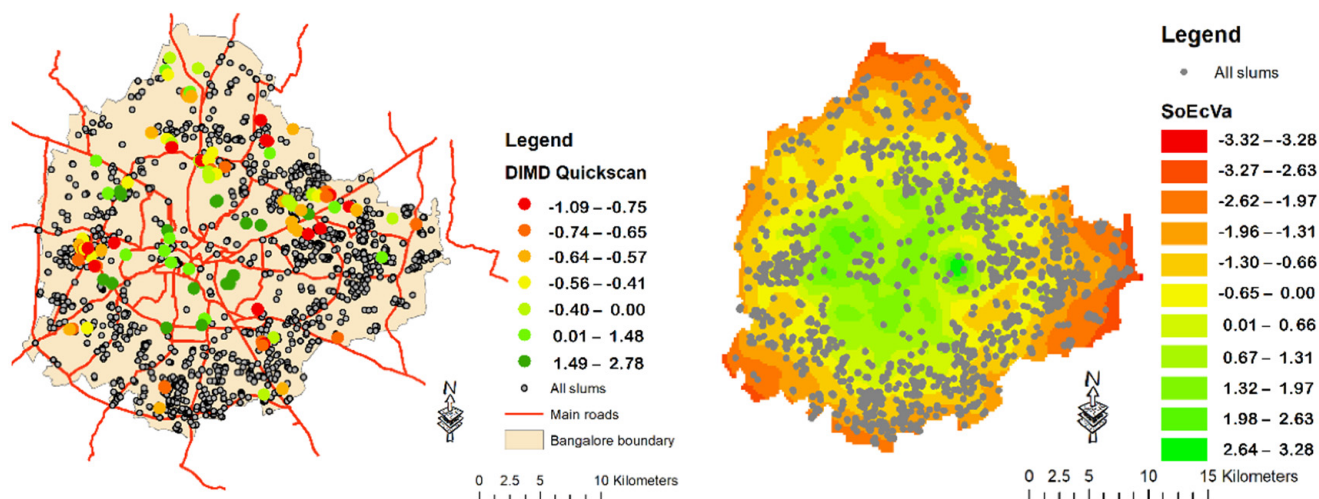 Legend
DIMD Quickscan
-1.09 – -0.75
-0.74 – -0.65
-0.64 – -0.57
-0.56 – -0.41
-0.40 – 0.00
0.01 – 1.48
1.49 – 2.78
All slums
Main roads
Bangalore boundary
N
0 2.5 5 10 Kilometers
Legend
All slums
SoEcVa
-3.32 – -3.28
-3.27 – -2.63
-2.62 – -1.97
-1.96 – -1.31
-1.30 – -0.66
-0.65 – 0.00
0.01 – 0.66
0.67 – 1.31
1.32 – 1.97
1.98 – 2.63
2.64 – 3.28
N
0 2.5 5 10 15 Kilometers